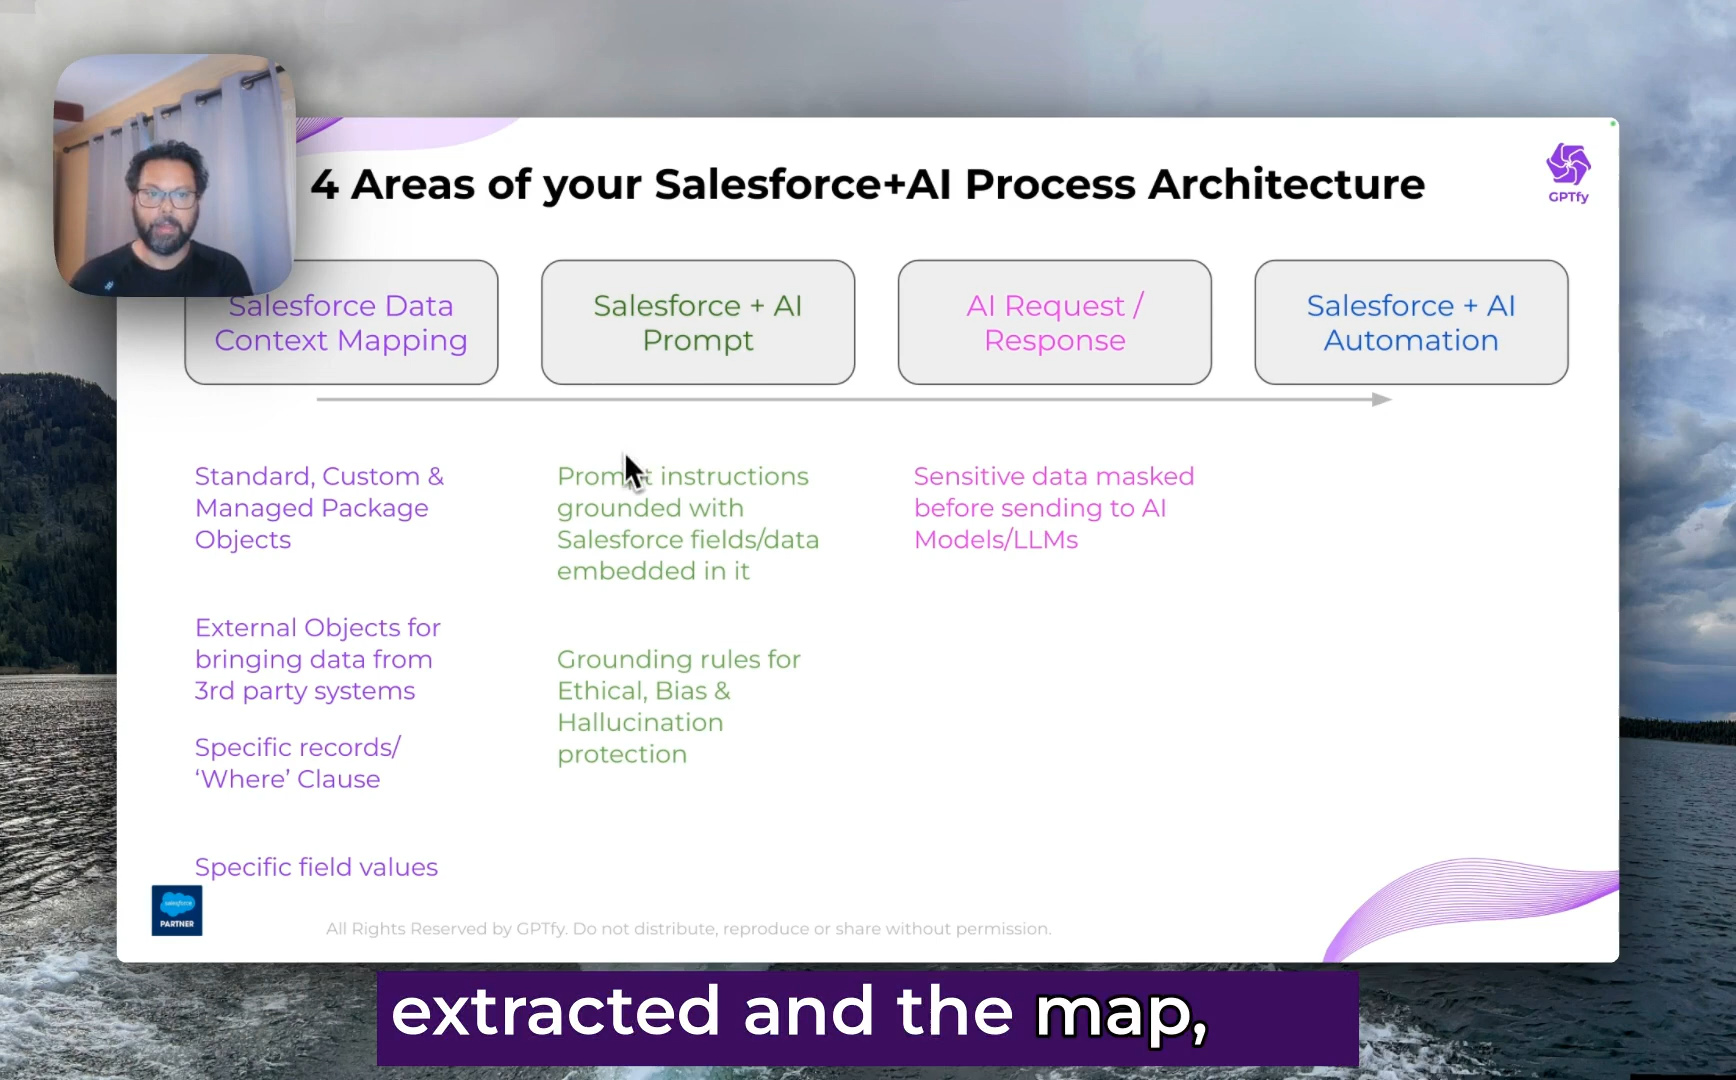 4 Areas of your Salesforce+AI Process Architecture
GPTfy
Salesforce Data
Context Mapping
Salesforce + AI
Prompt
AI Request /
Response
Salesforce + AI
Automation
Standard, Custom &
Managed Package
Objects
External Objects for
bringing data from
3rd party systems
Specific records/
‘Where’ Clause
Specific field values
Prompt instructions
grounded with
Salesforce fields/data
embedded in it
Grounding rules for
Ethical, Bias &
Hallucination
protection
Sensitive data masked
before sending to AI
Models/LLMs
salesforce
PARTNER
All Rights Reserved by GPTfy. Do not distribute, reproduce or share without permission.
extracted and the map,